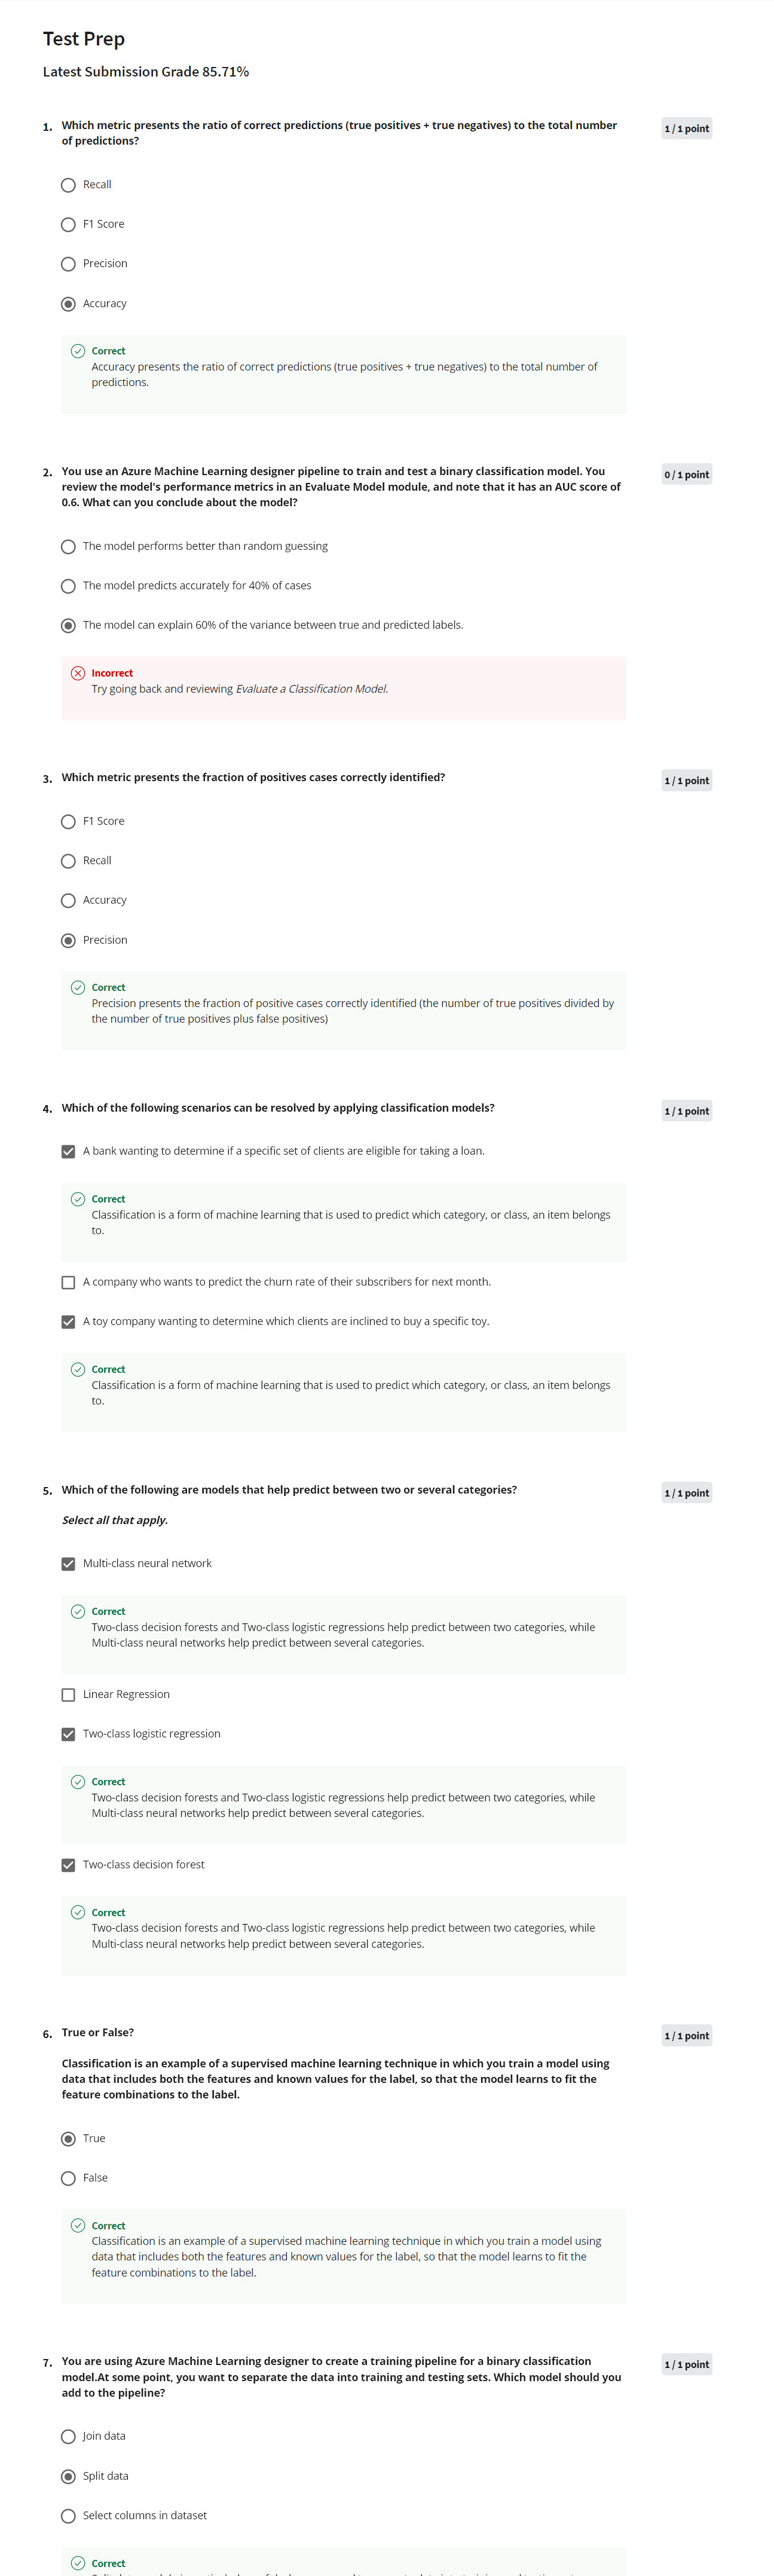 Test Prep
Latest Submission Grade 85.71%
1. Which metric presents the ratio of correct predictions (true positives + true negatives) to the total number
of predictions?
1 / 1 point
Recall
F1 Score
Precision
Accuracy
Correct
Accuracy presents the ratio of correct predictions (true positives + true negatives) to the total number of
predictions.
2. You use an Azure Machine Learning designer pipeline to train and test a binary classification model. You
review the model's performance metrics in an Evaluate Model module, and note that it has an AUC score of
0.6. What can you conclude about the model?
0 / 1 point
The model performs better than random guessing
The model predicts accurately for 40% of cases
The model can explain 60% of the variance between true and predicted labels.
Incorrect
Try going back and reviewing Evaluate a Classification Model.
3. Which metric presents the fraction of positives cases correctly identified?
1 / 1 point
F1 Score
Recall
Accuracy
Precision
Correct
Precision presents the fraction of positive cases correctly identified (the number of true positives divided by
the number of true positives plus false positives)
4. Which of the following scenarios can be resolved by applying classification models?
1 / 1 point
A bank wanting to determine if a specific set of clients are eligible for taking a loan.
Correct
Classification is a form of machine learning that is used to predict which category, or class, an item belongs
to.
A company who wants to predict the churn rate of their subscribers for next month.
A toy company wanting to determine which clients are inclined to buy a specific toy.
Correct
Classification is a form of machine learning that is used to predict which category, or class, an item belongs
to.
5. Which of the following are models that help predict between two or several categories?
1 / 1 point
Select all that apply.
Multi-class neural network
Correct
Two-class decision forests and Two-class logistic regressions help predict between two categories, while
Multi-class neural networks help predict between several categories.
Linear Regression
Two-class logistic regression
Correct
Two-class decision forests and Two-class logistic regressions help predict between two categories, while
Multi-class neural networks help predict between several categories.
Two-class decision forest
Correct
Two-class decision forests and Two-class logistic regressions help predict between two categories, while
Multi-class neural networks help predict between several categories.
6. True or False?
1 / 1 point
Classification is an example of a supervised machine learning technique in which you train a model using
data that includes both the features and known values for the label, so that the model learns to fit the
feature combinations to the label.
True
False
Correct
Classification is an example of a supervised machine learning technique in which you train a model using
data that includes both the features and known values for the label, so that the model learns to fit the
feature combinations to the label.
7. You are using Azure Machine Learning designer to create a training pipeline for a binary classification
model.At some point, you want to separate the data into training and testing sets. Which model should you
add to the pipeline?
1 / 1 point
Join data
Split data
Select columns in dataset
Correct